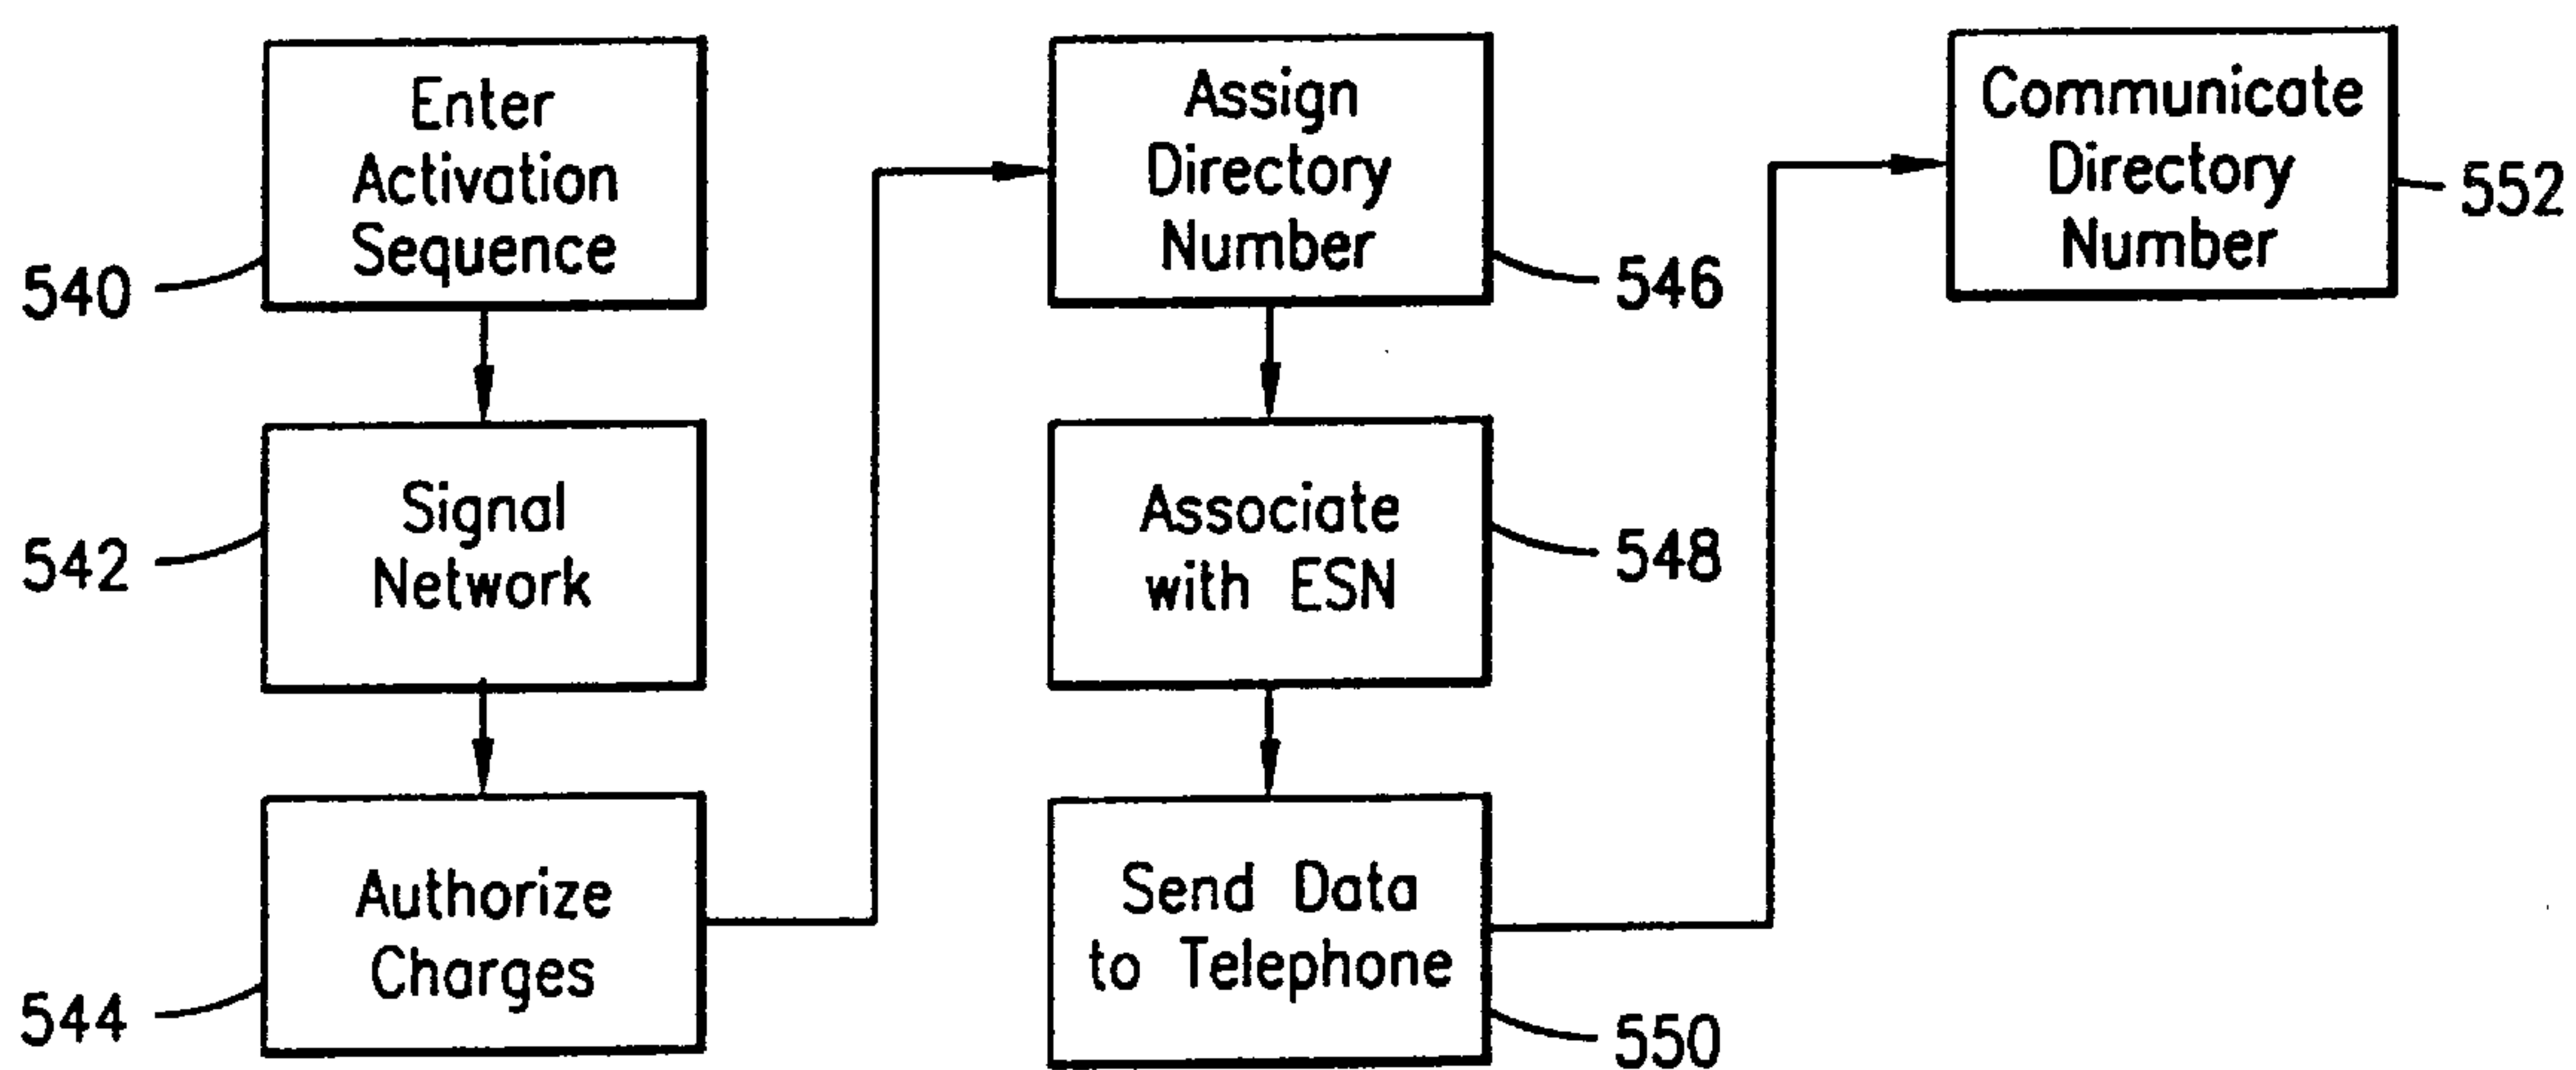 Enter
Activation
Sequence
540
Signal
Network
542
Authorize
Charges
544
Assign
Directory
Number
546
Associate
with ESN
548
Send Data
to Telephone
550
Communicate
Directory
Number
552